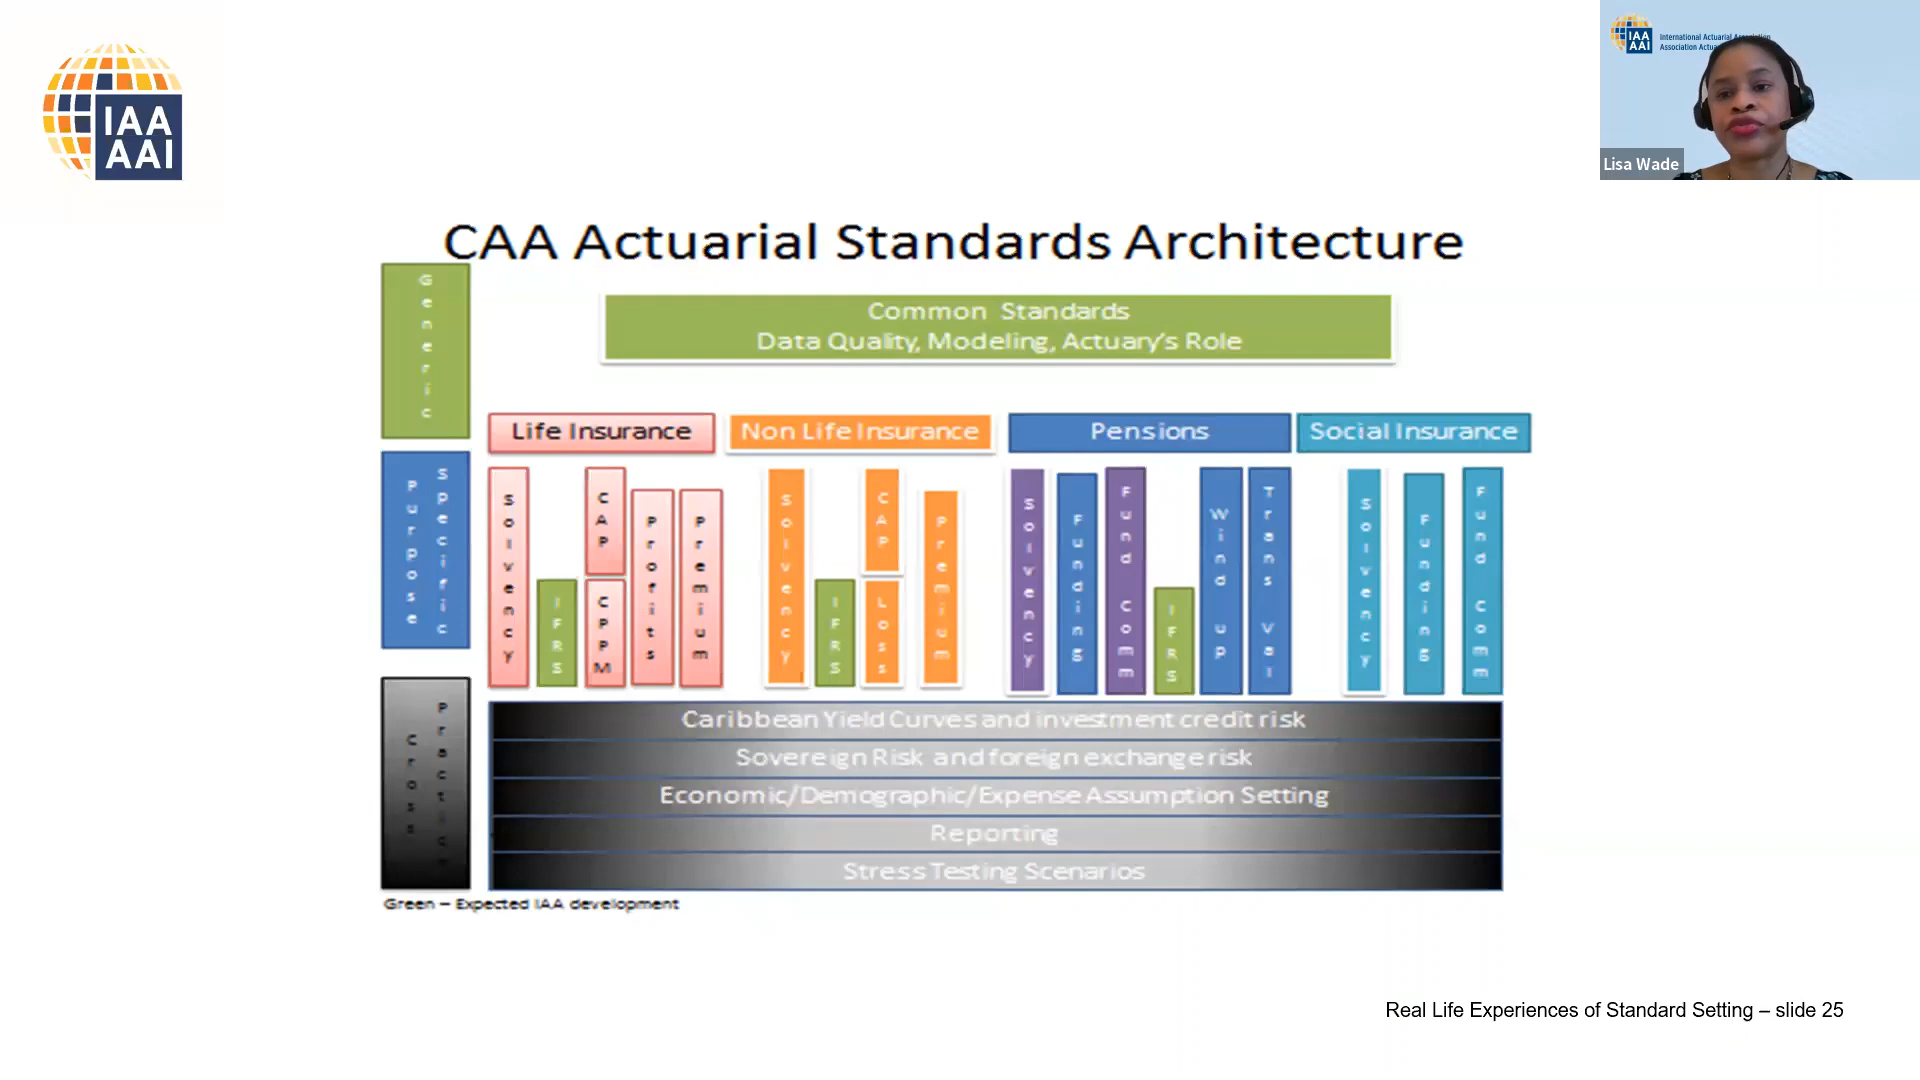 IAA
AAI
IAA
AAI
International Actuarial Association
Association Actua
Lisa Wade
CAA Actuarial Standards Architecture
Generic
Common Standards
Data Quality, Modeling, Actuary's Role
Life Insurance
Non Life Insurance
Pensions
Social Insurance
Purpose Specific
Solvency
IFRS
CAP
CPPM
Profits
Premium
Solvency
IFRS
CAP
Loss
Premium
Solvency
Funding
Fund Comm
IFRS
Wind up
Trans Val
Solvency
Funding
Fund Comm
Cross Practice
Caribbean Yield Curves and investment credit risk
Sovereign Risk and foreign exchange risk
Economic/Demographic/Expense Assumption Setting
Reporting
Stress Testing Scenarios
Green – Expected IAA development
Real Life Experiences of Standard Setting – slide 25